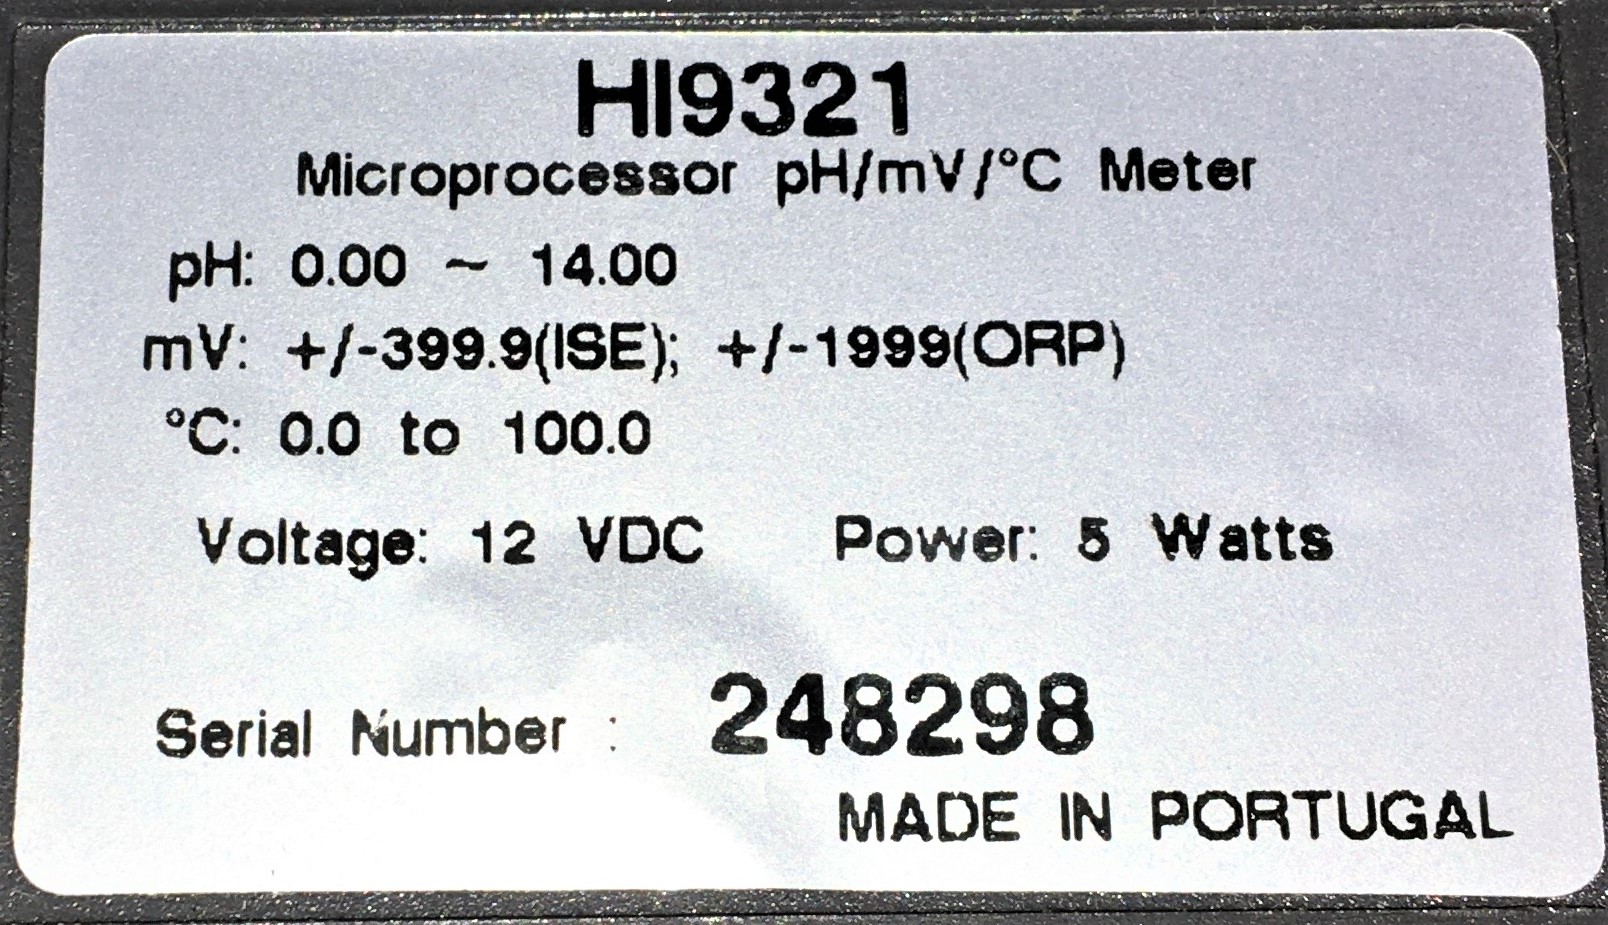 HI9321
Microprocessor pH/mV/°C Meter
pH: 0.00 ~ 14.00
mV: +/-399.9(ISE); +/-1999(ORP)
°C: 0.0 to 100.0
Voltage: 12 VDC Power: 5 Watts
Serial Number : 248298
MADE IN PORTUGAL